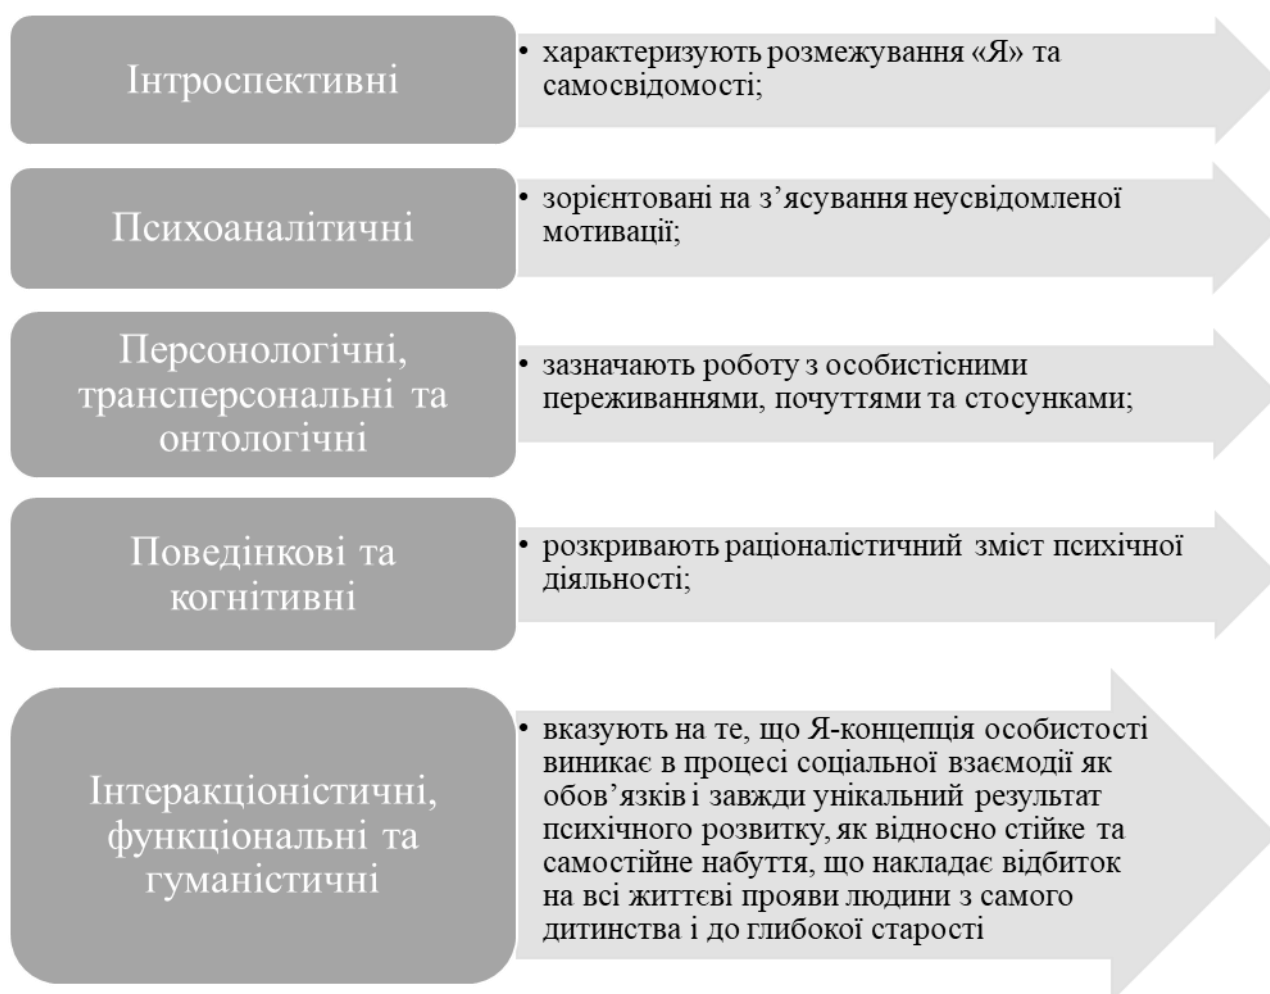 Інтроспективні
• характеризують розмежування «Я» та
самосвідомості;
Психоаналітичні
• зорієнтовані на з’ясування неусвідомленої
мотивації;
Персонологічні,
трансперсональні та
онтологічні
• зазначають роботу з особистісними
переживаннями, почуттями та стосунками;
Поведінкові та
когнітивні
• розкривають раціоналістичний зміст психічної
діяльності;
Інтеракціоністичні,
функціональні та
гуманістичні
• вказують на те, що Я-концепція особистості
виникає в процесі соціальної взаємодії як
обов’язків і завжди унікальний результат
психічного розвитку, як відносно стійке та
самостійне набуття, що накладає відбиток
на всі життєві прояви людини з самого
дитинства і до глибокої старості